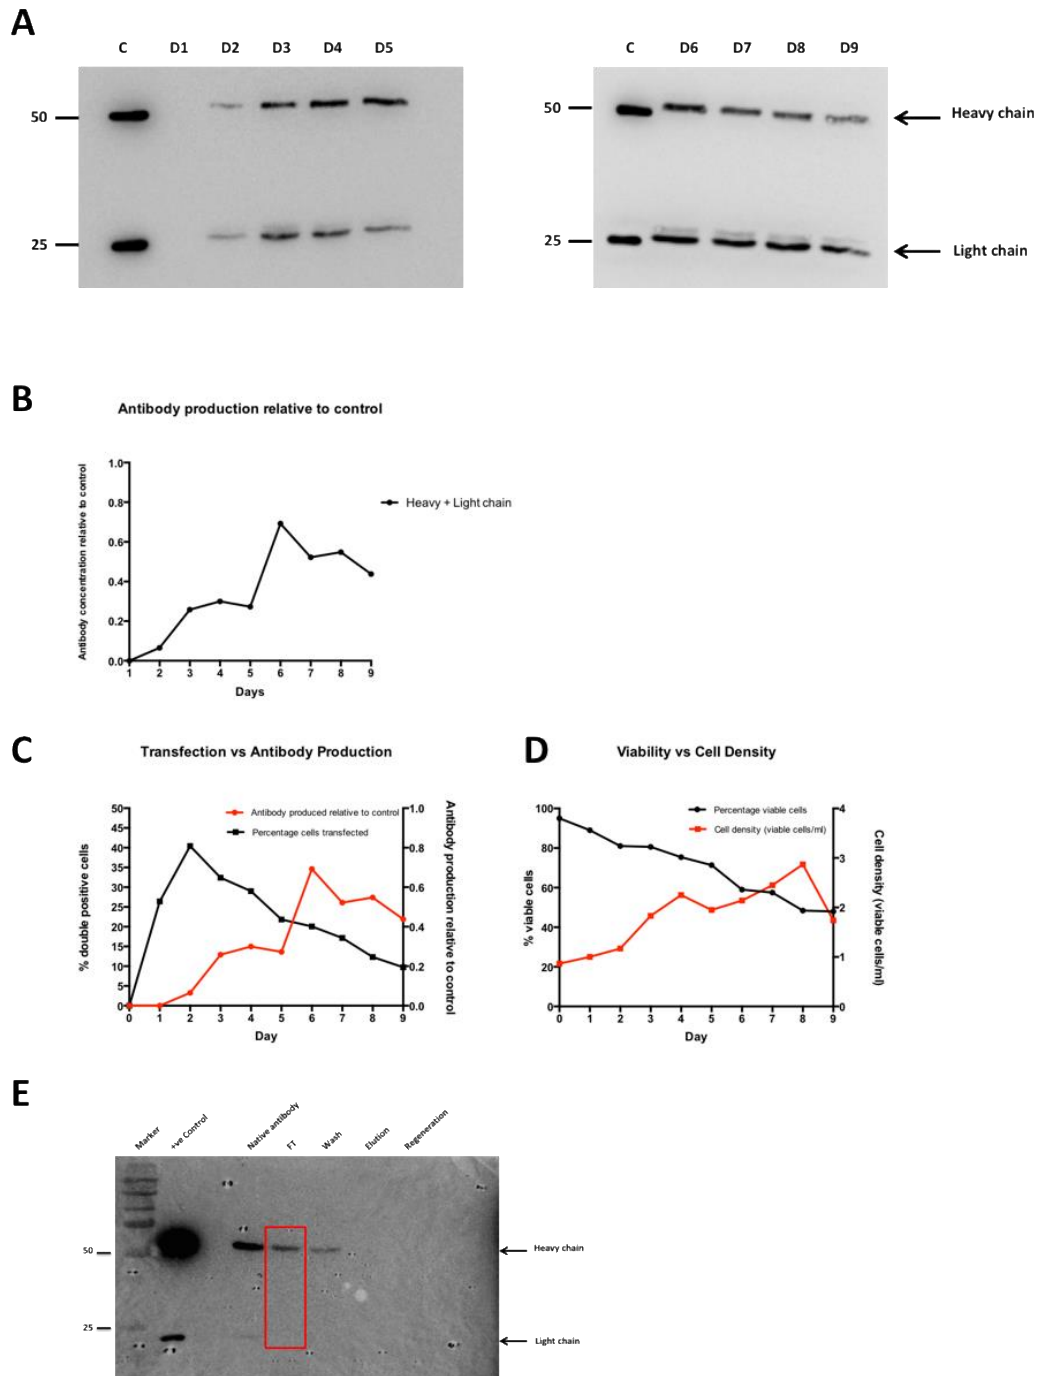 A
C D1 D2 D3 D4 D5
C D6 D7 D8 D9
50
25
50
25
Heavy chain
Light chain
B
Antibody production relative to control
Antibody concentration relative to control
1.0
0.8
0.6
0.4
0.2
0.0
1 2 3 4 5 6 7 8 9
Days
Heavy + Light chain
C
Transfection vs Antibody Production
% double positive cells
50
45
40
35
30
25
20
15
10
5
0
Antibody produced relative to control
Percentage cells transfected
1.0
0.8
0.6
0.4
0.2
0.0
Antibody production relative to control
0 1 2 3 4 5 6 7 8 9
Day
D
Viability vs Cell Density
% viable cells
100
80
60
40
20
0
Percentage viable cells
Cell density (viable cells/ml)
4
3
2
1
0
Cell density (viable cells/ml)
0 1 2 3 4 5 6 7 8 9
Day
E
Marker
+ve Control
Native antibody
FT
Wash
Elution
Regeneration
50
25
Heavy chain
Light chain